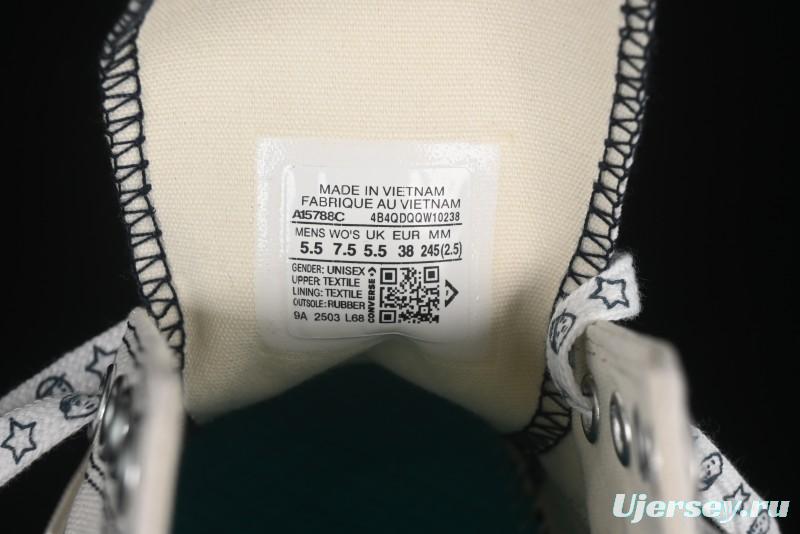 MADE IN VIETNAM
FABRIQUE AU VIETNAM
A15788C 4B4QDQQW10238
MENS WO'S UK EUR MM
5.5 7.5 5.5 38 245(2.5)
GENDER: UNISEX
UPPER: TEXTILE
LINING: TEXTILE
OUTSOLE: RUBBER
9A 2503 L68
CONVERSE
Ujersey.ru